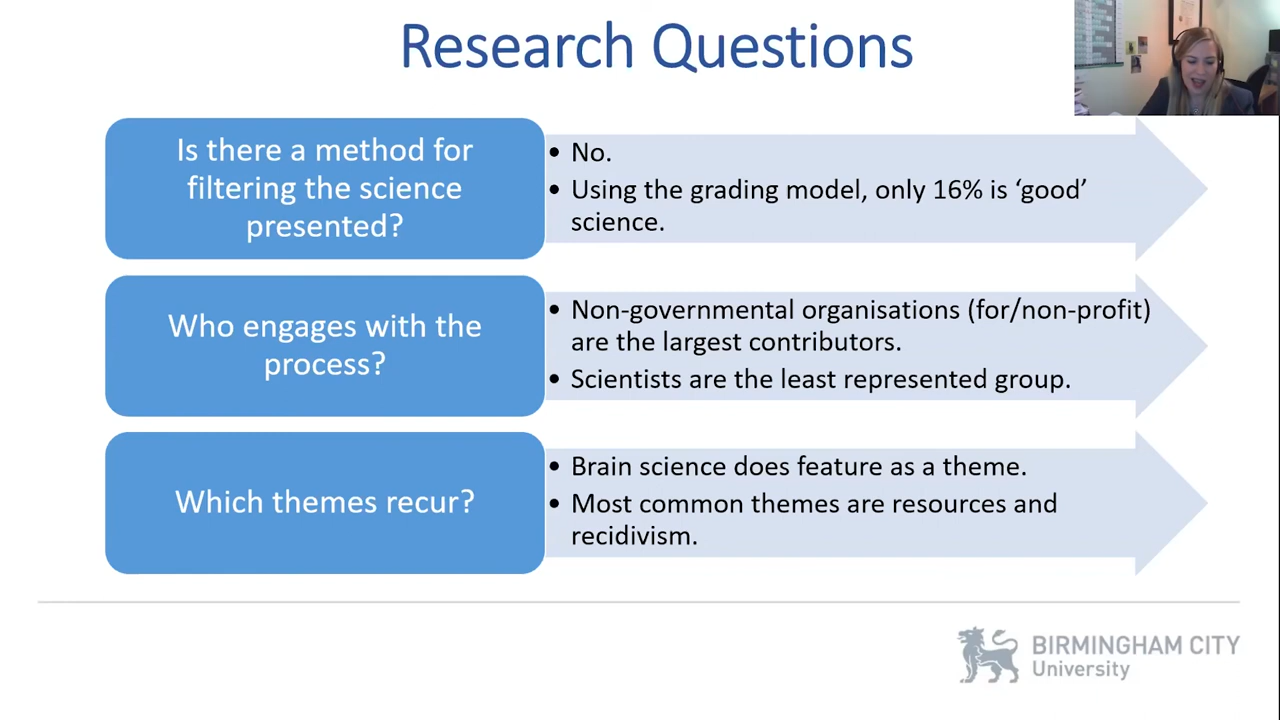 Research Questions
Is there a method for
filtering the science
presented?
• No.
• Using the grading model, only 16% is ‘good’
science.
Who engages with the
process?
• Non-governmental organisations (for/non-profit)
are the largest contributors.
• Scientists are the least represented group.
Which themes recur?
• Brain science does feature as a theme.
• Most common themes are resources and
recidivism.
BIRMINGHAM CITY
University